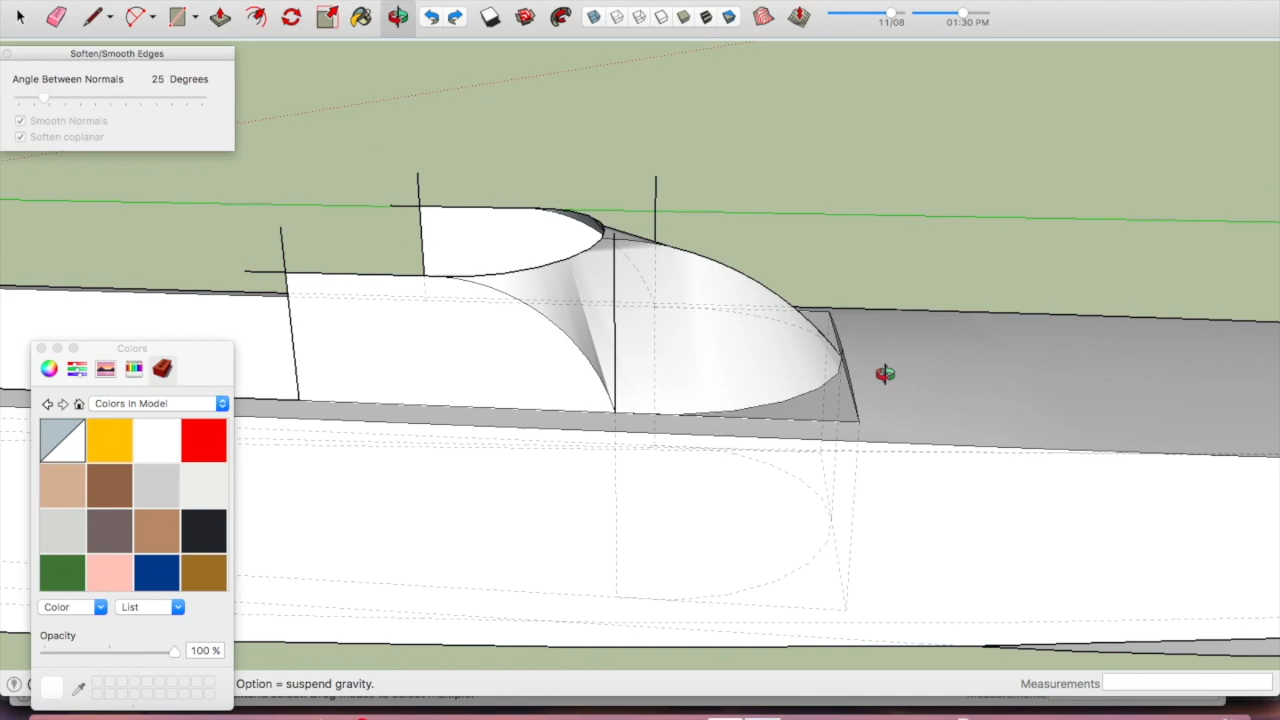 11/08
01:30 PM
Soften/Smooth Edges
Angle Between Normals 25 Degrees
Smooth Normals
Soften coplanar
Colors
Colors In Model
Color
List
Opacity
100 %
Option = suspend gravity.
Measurements